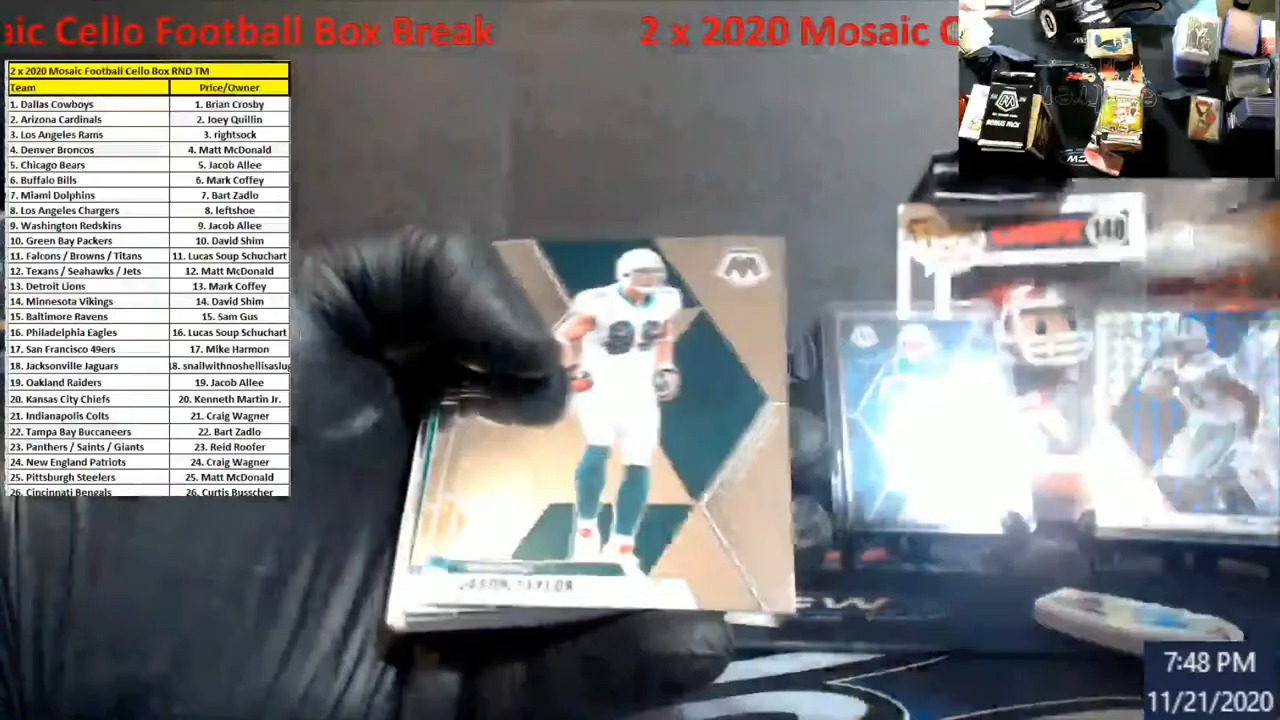 aic Cello Football Box Break 2 x 2020 Mosaic C
2 x 2020 Mosaic Football Cello Box RND TM
Team Price/Owner
1. Dallas Cowboys 1. Brian Crosby
2. Arizona Cardinals 2. Joey Quillin
3. Los Angeles Rams 3. rightsock
4. Denver Broncos 4. Matt McDonald
5. Chicago Bears 5. Jacob Allee
6. Buffalo Bills 6. Mark Coffey
7. Miami Dolphins 7. Bart Zadlo
8. Los Angeles Chargers 8. leftshoe
9. Washington Redskins 9. Jacob Allee
10. Green Bay Packers 10. David Shim
11. Falcons / Browns / Titans 11. Lucas Soup Schuchart
12. Texans / Seahawks / Jets 12. Matt McDonald
13. Detroit Lions 13. Mark Coffey
14. Minnesota Vikings 14. David Shim
15. Baltimore Ravens 15. Sam Gus
16. Philadelphia Eagles 16. Lucas Soup Schuchart
17. San Francisco 49ers 17. Mike Harmon
18. Jacksonville Jaguars 18. snailwithnoshellisaslug
19. Oakland Raiders 19. Jacob Allee
20. Kansas City Chiefs 20. Kenneth Martin Jr.
21. Indianapolis Colts 21. Craig Wagner
22. Tampa Bay Buccaneers 22. Bart Zadlo
23. Panthers / Saints / Giants 23. Reid Roofer
24. New England Patriots 24. Craig Wagner
25. Pittsburgh Steelers 25. Matt McDonald
26. Cincinnati Bengals 26. Curtis Busscher
BONUS PACK
140
99
JASON TAYLOR
7:48 PM
11/21/2020